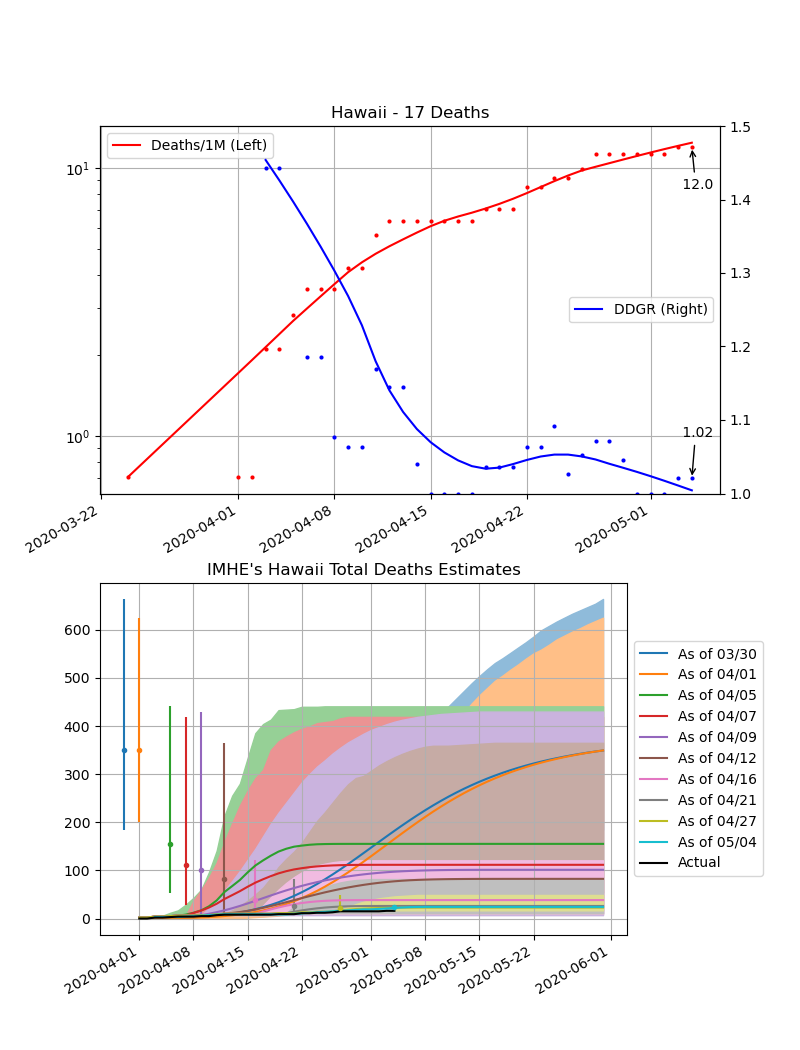 Hawaii - 17 Deaths
Deaths/1M (Left)
DDGR (Right)
12.0
1.02
10¹
10⁰
1.5
1.4
1.3
1.2
1.1
1.0
2020-03-22
2020-04-01
2020-04-08
2020-04-15
2020-04-22
2020-05-01
IMHE's Hawaii Total Deaths Estimates
600
500
400
300
200
100
0
2020-04-01
2020-04-08
2020-04-15
2020-04-22
2020-05-01
2020-05-08
2020-05-15
2020-05-22
2020-06-01
As of 03/30
As of 04/01
As of 04/05
As of 04/07
As of 04/09
As of 04/12
As of 04/16
As of 04/21
As of 04/27
As of 05/04
Actual